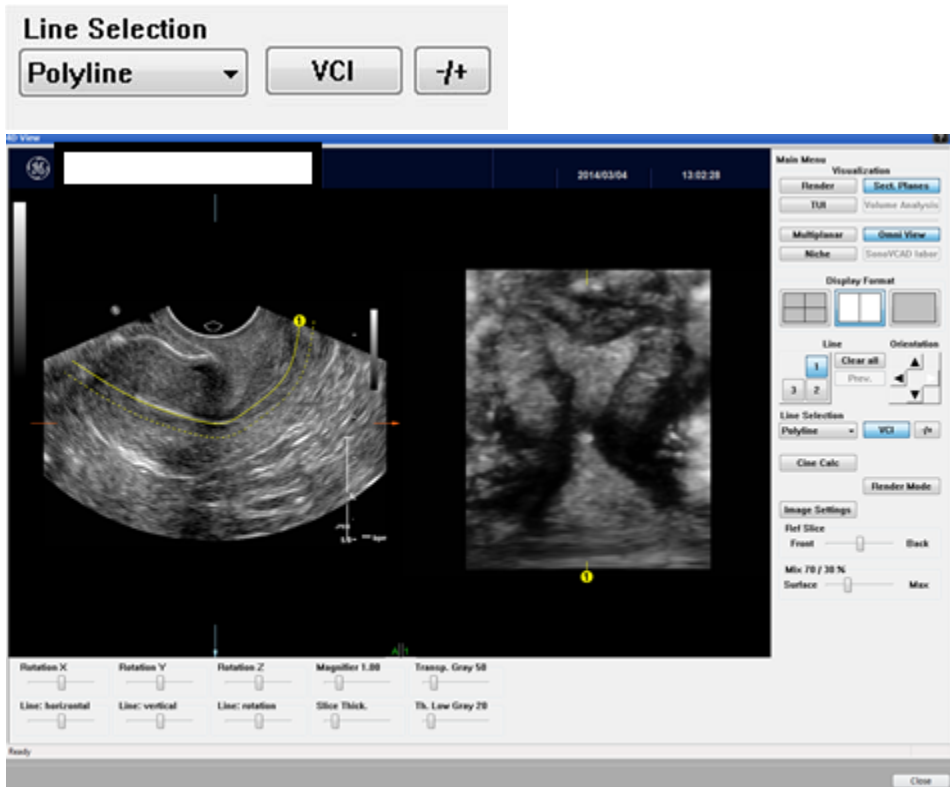 Line Selection
Polyline VCI -/+
4D View
2014/03/04 13:02:28
Main Menu
Visualization
Render Sect. Planes
TUI Volume Analysis
Multiplanar Omni View
Niche SonoVCAD labor
Display Format
Line Orientation
1 Clear all
Prev.
3 2
Line Selection
Polyline VCI -/+
Cine Calc
Render Mode
Image Settings
Ref Slice
Front Back
Mix 70 / 30 %
Surface Max
1
1
A 1
Rotation X Rotation Y Rotation Z Magnifier 1.00 Transp. Gray 50
Line: horizontal Line: vertical Line: rotation Slice Thick. Th. Low Gray 20
Ready
Close